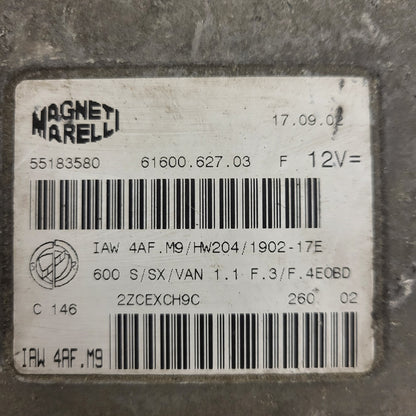 MAGNETI
MARELLI
17.09.02
55183580 61600.627.03 F 12V=
IAW 4AF.M9/HW204/1902-17E
600 S/SX/VAN 1.1 F.3/F.4EOBD
C 146 2ZCEXCH9C 260 02
IAW 4AF.M9